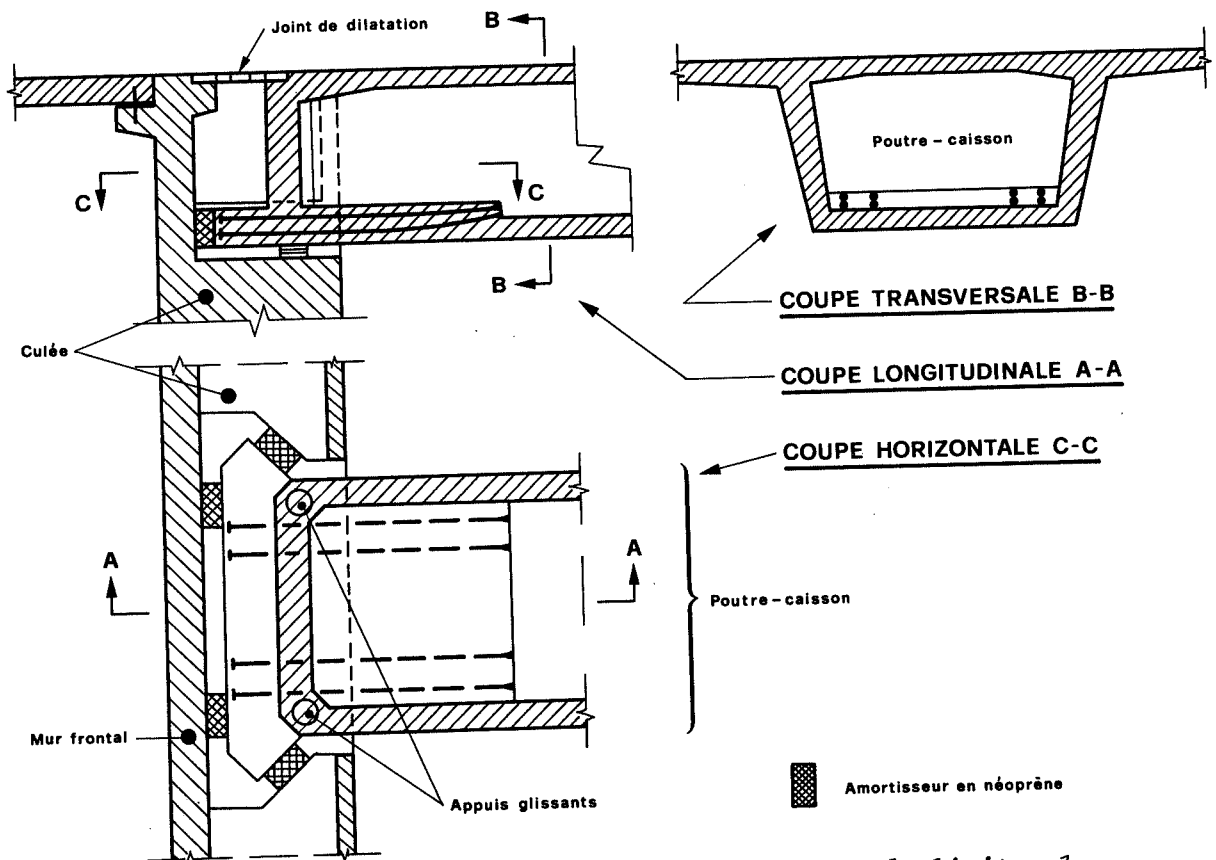 Joint de dilatation
B
C
C
B
Poutre - caisson
COUPE TRANSVERSALE B-B
Culée
COUPE LONGITUDINALE A-A
COUPE HORIZONTALE C-C
A
A
Poutre - caisson
Mur frontal
Appuis glissants
Amortisseur en néoprène